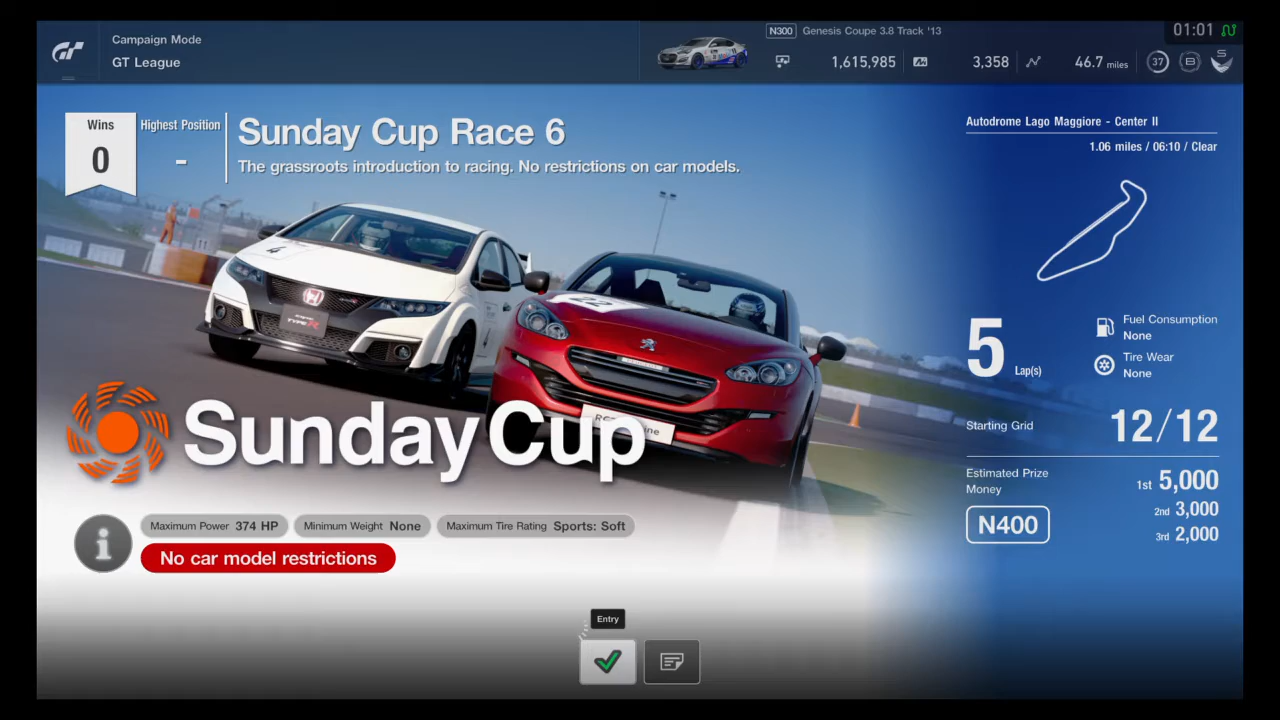 Campaign Mode
GT League
N300 Genesis Coupe 3.8 Track '13
01:01
1,615,985
3,358
46.7 miles
37
B
S
Wins
0
Highest Position
-
Sunday Cup Race 6
The grassroots introduction to racing. No restrictions on car models.
Autodrome Lago Maggiore - Center II
1.06 miles / 06:10 / Clear
4
22
TYPE R
5 Lap(s)
Fuel Consumption
None
Tire Wear
None
Starting Grid 12/12
Sunday Cup
Estimated Prize
Money
N400
1st 5,000
2nd 3,000
3rd 2,000
Maximum Power 374 HP
Minimum Weight None
Maximum Tire Rating Sports: Soft
No car model restrictions
Entry